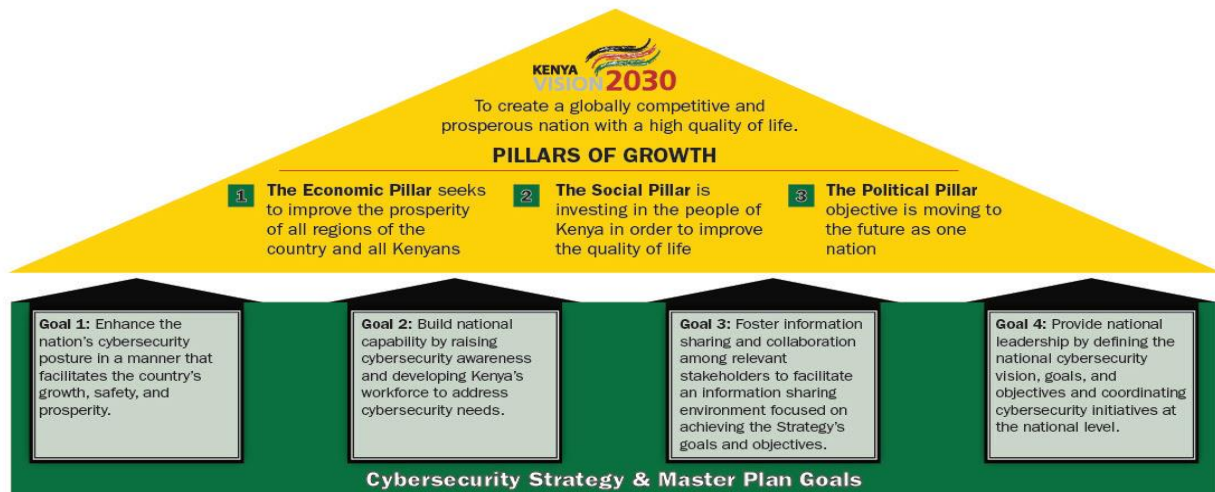 KENYA
VISION 2030
To create a globally competitive and
prosperous nation with a high quality of life.
PILLARS OF GROWTH
1
The Economic Pillar seeks
to improve the prosperity
of all regions of the
country and all Kenyans
2
The Social Pillar is
investing in the people of
Kenya in order to improve
the quality of life
3
The Political Pillar
objective is moving to
the future as one
nation
Goal 1: Enhance the
nation's cybersecurity
posture in a manner that
facilitates the country's
growth, safety, and
prosperity.
Goal 2: Build national
capability by raising
cybersecurity awareness
and developing Kenya's
workforce to address
cybersecurity needs.
Goal 3: Foster information
sharing and collaboration
among relevant
stakeholders to facilitate
an information sharing
environment focused on
achieving the Strategy's
goals and objectives.
Goal 4: Provide national
leadership by defining the
national cybersecurity
vision, goals, and
objectives and coordinating
cybersecurity initiatives at
the national level.
Cybersecurity Strategy & Master Plan Goals